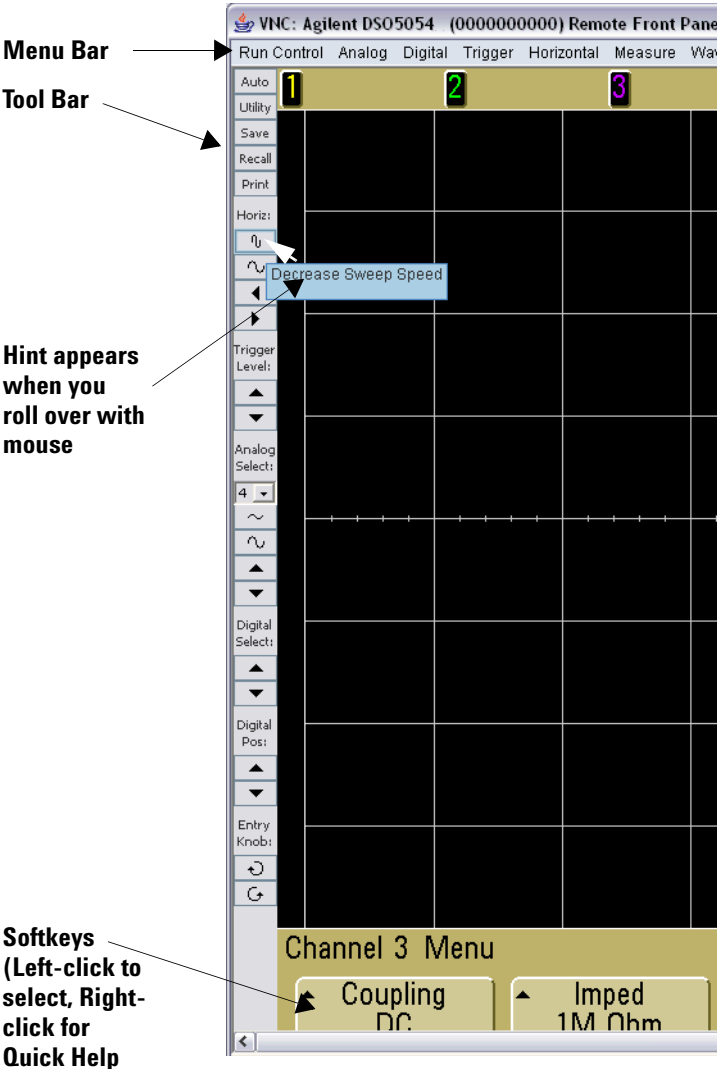 VNC: Agilent DSO5054 (0000000000) Remote Front Pane
Menu Bar
Run Control Analog Digital Trigger Horizontal Measure Wav
Tool Bar
Auto
1 2 3
Utility
Save
Recall
Print
Horiz:
Decrease Sweep Speed
Hint appears
when you
roll over with
mouse
Trigger
Level:
Analog
Select:
4
Digital
Select:
Digital
Pos:
Entry
Knob:
Softkeys
(Left-click to
select, Right-
click for
Quick Help
Channel 3 Menu
Coupling
DC
Imped
1M Ohm